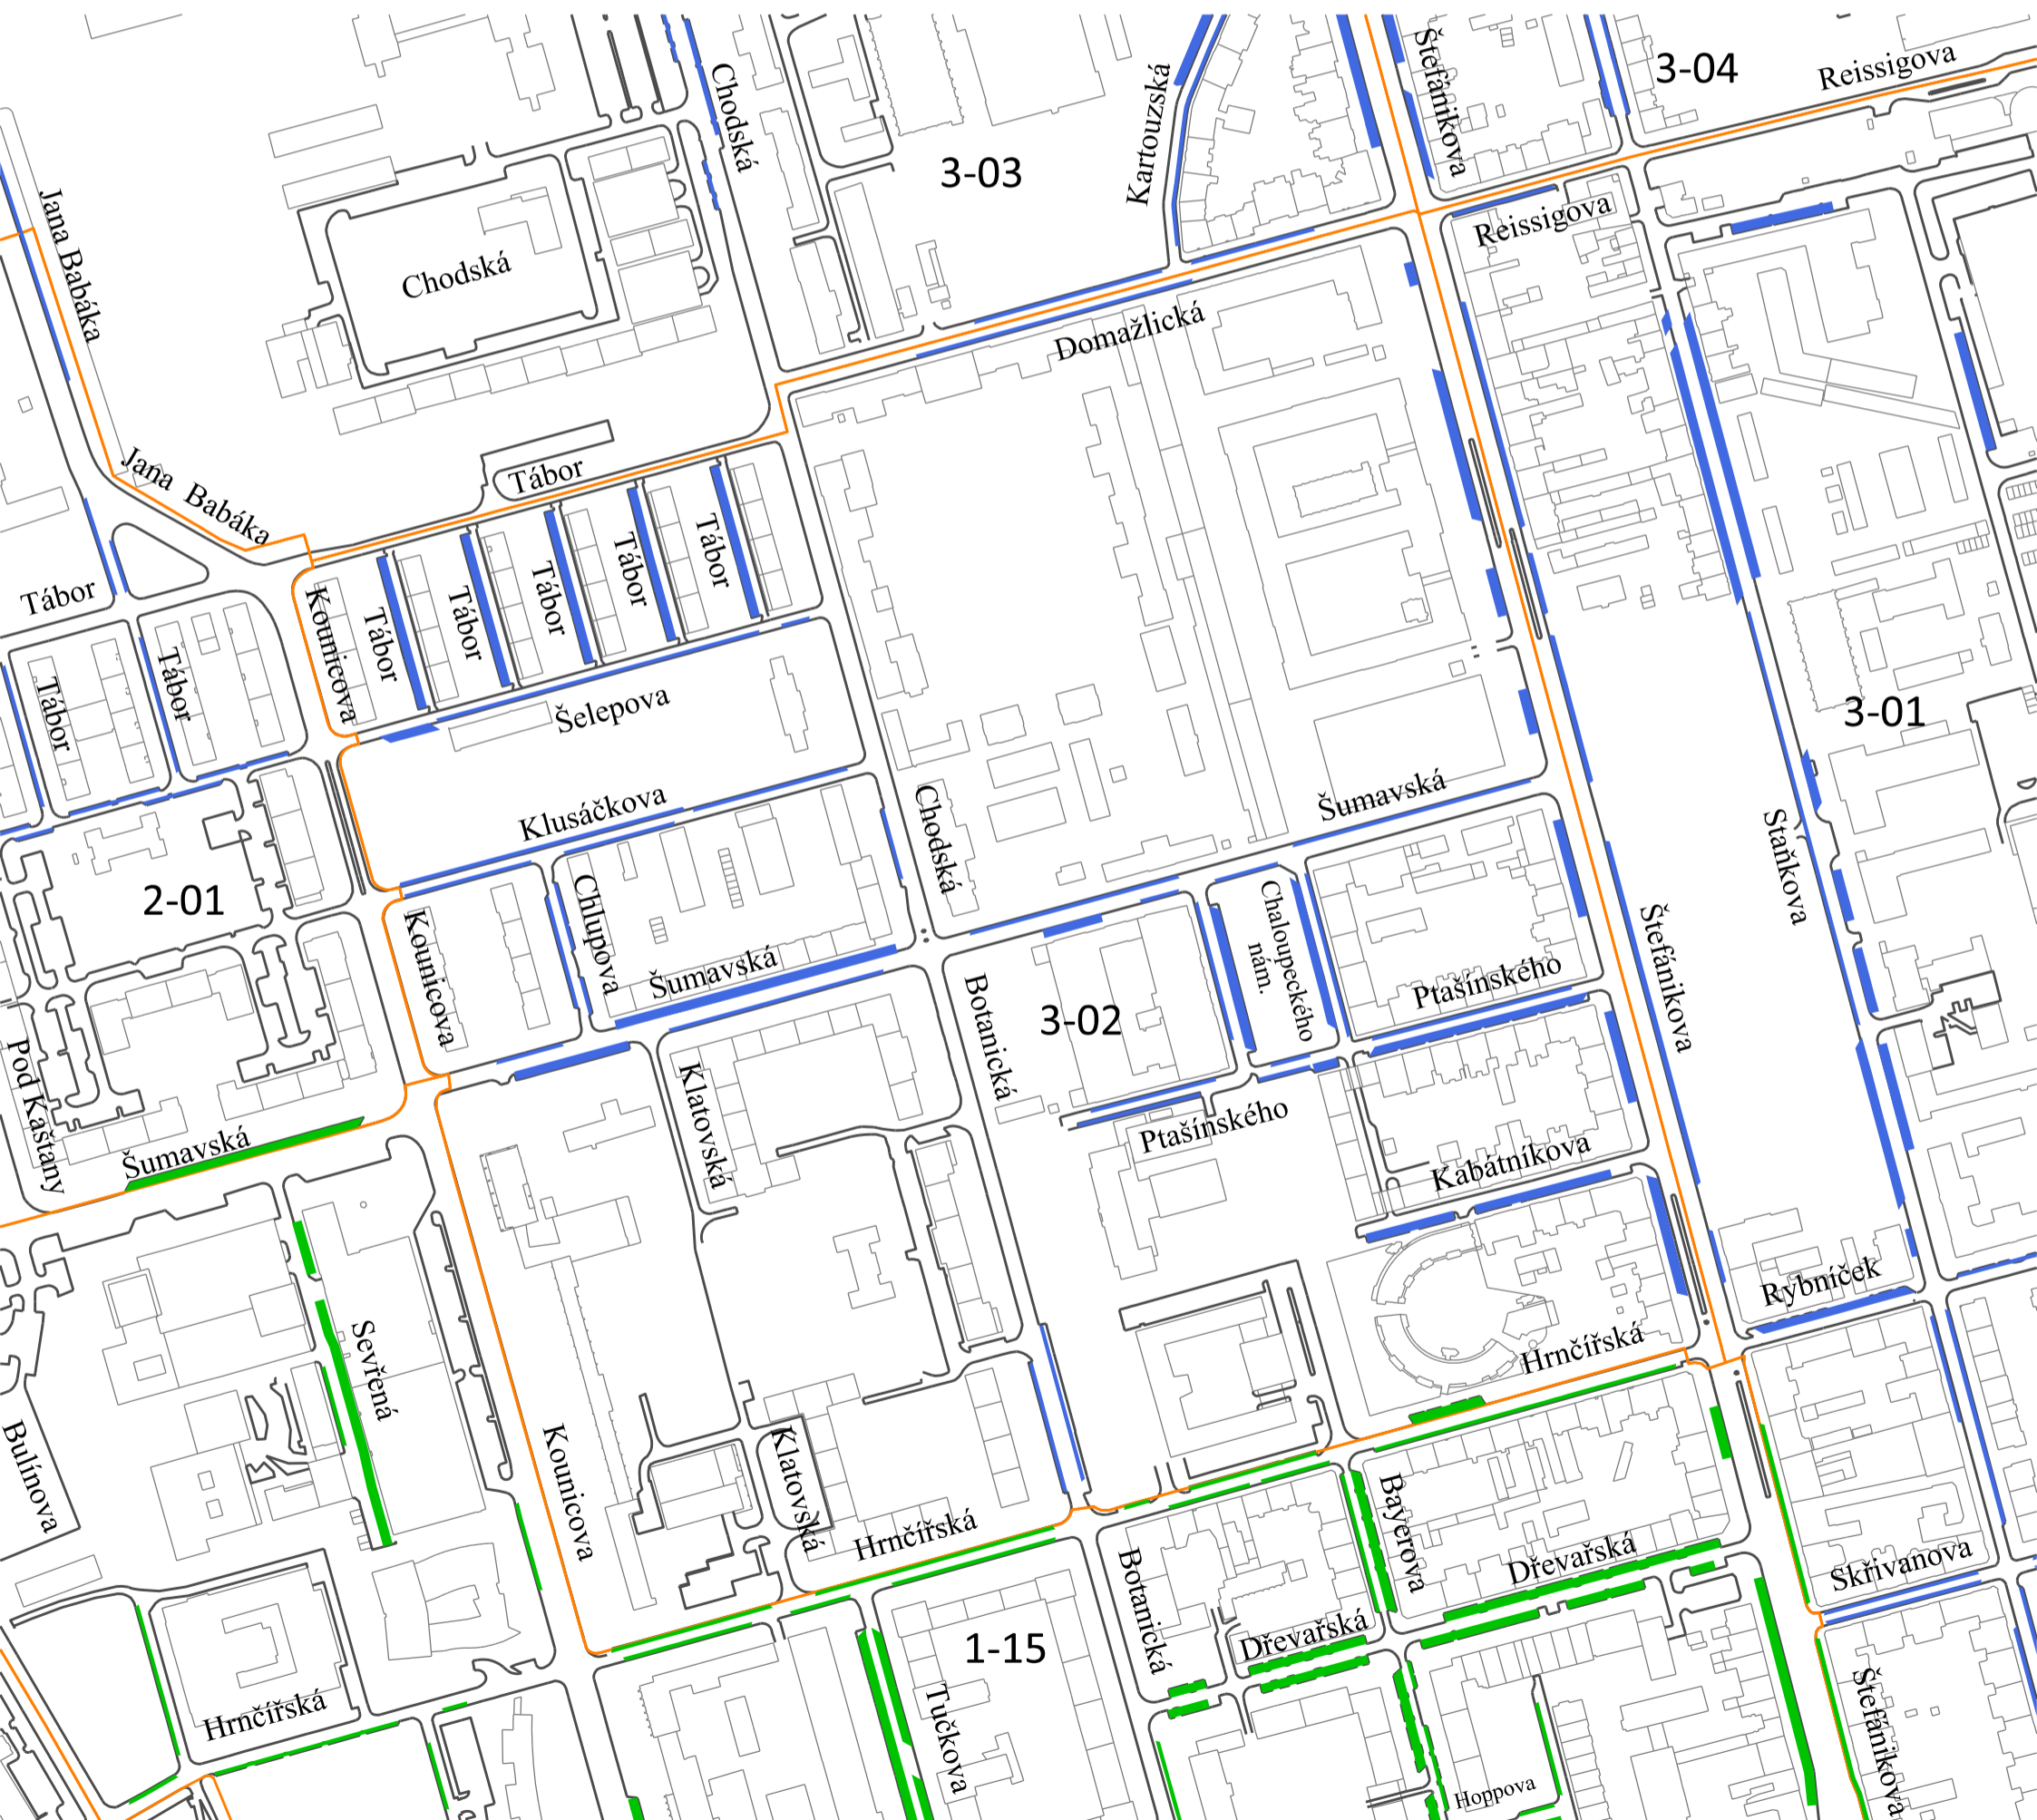 Štefánikova
3-04
Reissigova
Chodská
Kartouzská
3-03
Jana Babáka
Reissigova
Chodská
Domažlická
Jana Babáka
Tábor
Tábor
Tábor
Tábor
Tábor
Tábor
Tábor
Kounicova
Tábor
Tábor
Šelepova
3-01
Klusáčkova
Šumavská
Chodská
Staňkova
2-01
Chlupova
Chaloupeckého
nám.
Kounicova
Šumavská
Štefánikova
Botanická
3-02
Ptašínského
Pod Kaštany
Klatovská
Ptašínského
Šumavská
Kabátníkova
Rybníček
Sevřená
Hrnčířská
Bulínova
Kounicova
Klatovská
Hrnčířská
Bayerova
Botanická
Dřevařská
Skřivanova
Dřevařská
1-15
Hrnčířská
Tučkova
Štefánikova
Hoppova